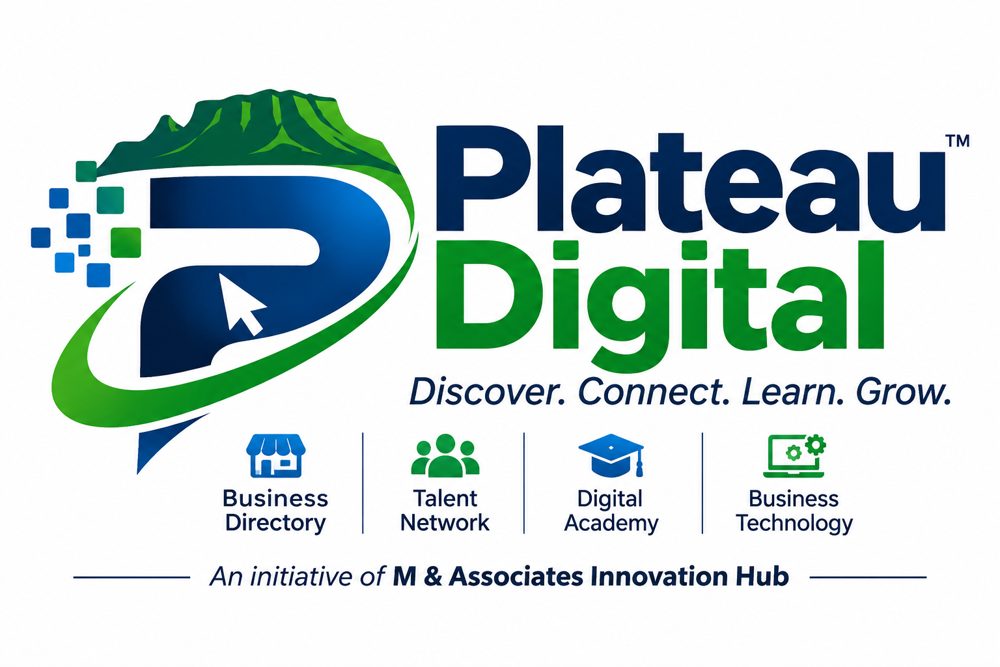 Plateau™
Digital
Discover. Connect. Learn. Grow.
Business
Directory
Talent
Network
Digital
Academy
Business
Technology
An initiative of M & Associates Innovation Hub